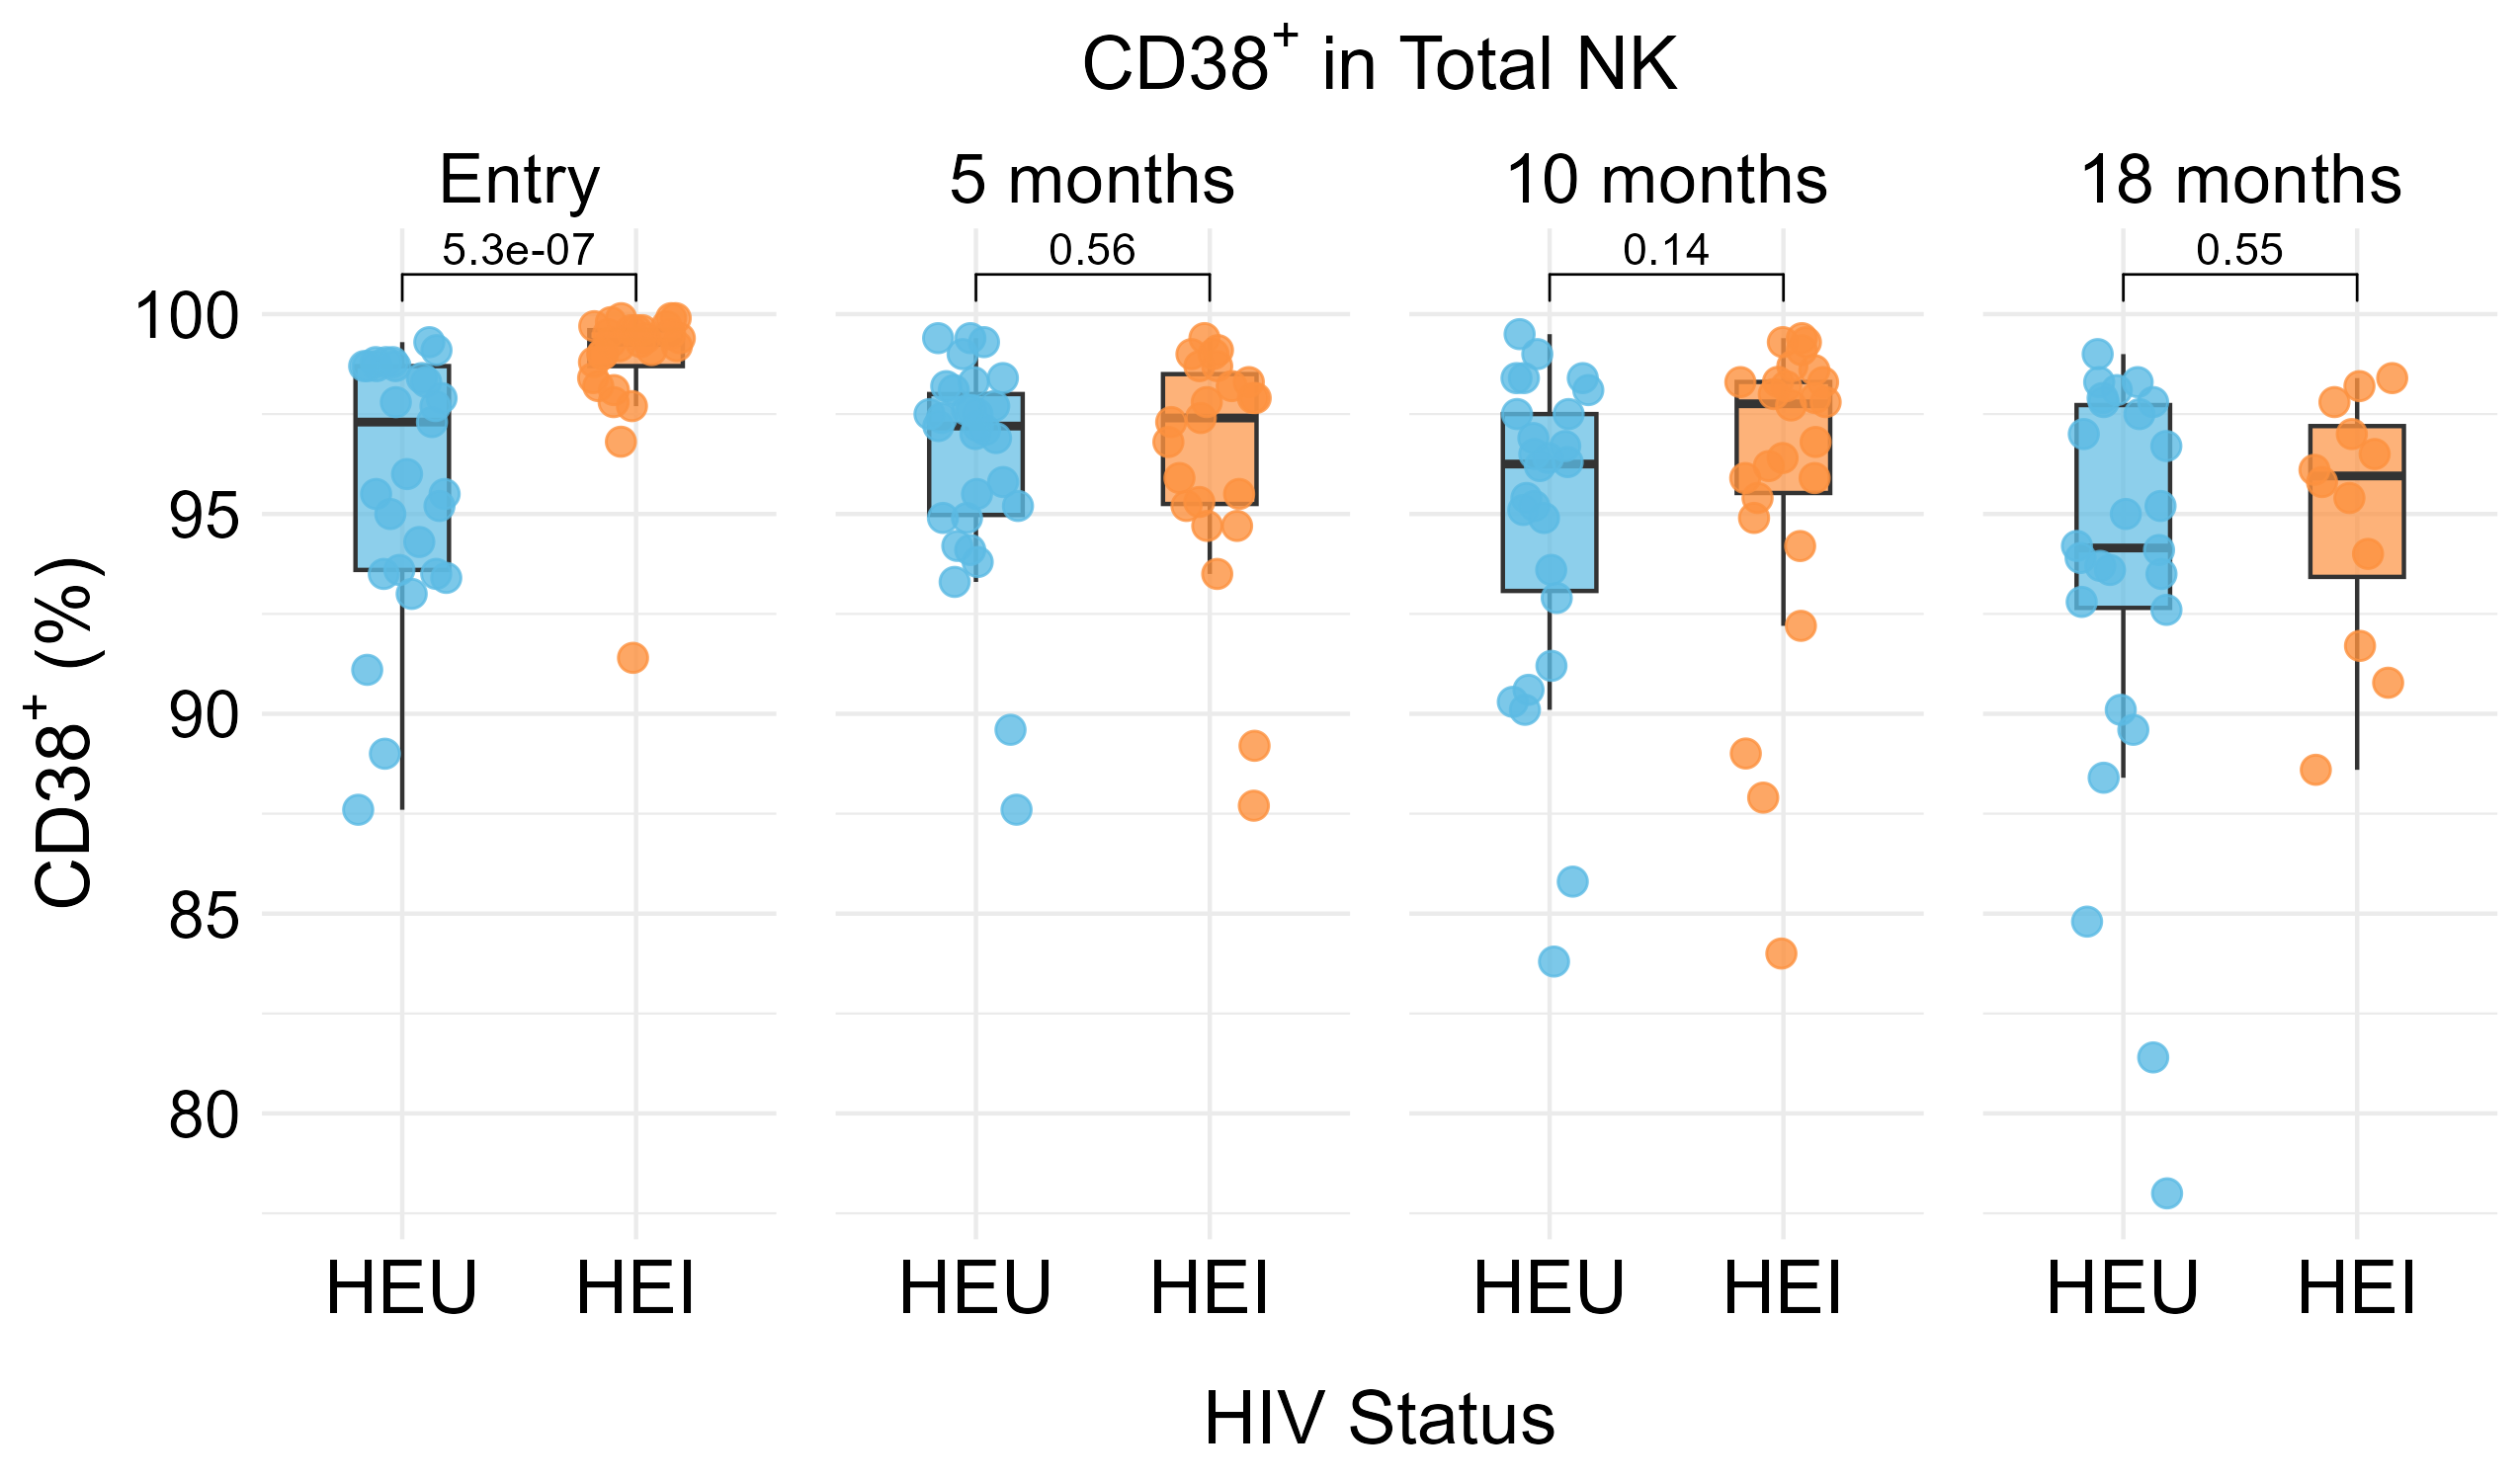 CD38⁺ in Total NK
Entry
5 months
10 months
18 months
5.3e-07
0.56
0.14
0.55
100
95
90
85
80
CD38⁺ (%)
HEU
HEI
HEU
HEI
HEU
HEI
HEU
HEI
HIV Status